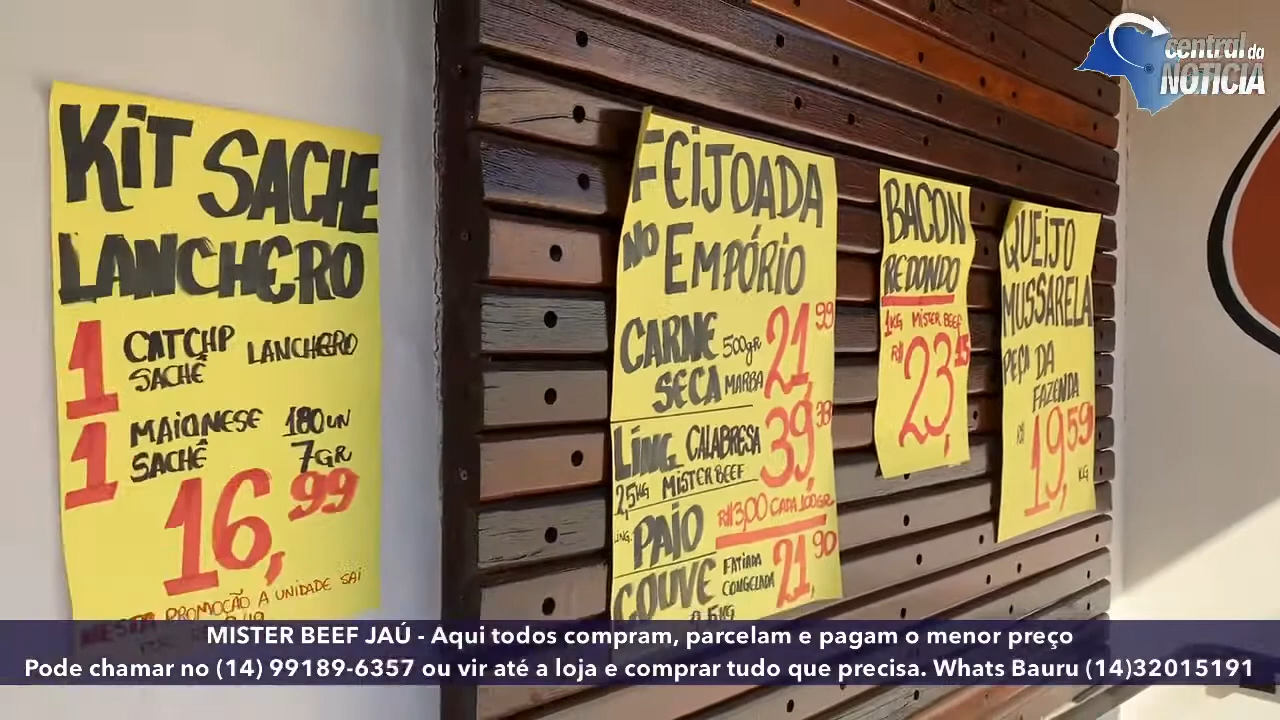 central da
NOTÍCIA
KIT SACHE
LANCHERO
1 CATCHP LANCHERO
SACHÊ
1 MAIONESE 180UN
SACHÊ 7GR
16,99
PROMOÇÃO A UNIDADE SAI
FEIJOADA
NO EMPÓRIO
CARNE 500gr 21,99
SECA MARBA
LING. CALABRESA 39,38
2,5KG MISTER BEEF
R$3,00 CADA 100GR
LING. PAIO
COUVE FATIADA CONGELADA 21,90
BACON
REDONDO
1KG MISTER BEEF
R$ 23,15
QUEIJO
MUSSARELA
PEÇA DA
FAZENDA
R$ 19,59
KG
MISTER BEEF JAÚ - Aqui todos compram, parcelam e pagam o menor preço
Pode chamar no (14) 99189-6357 ou vir até a loja e comprar tudo que precisa. Whats Bauru (14)32015191